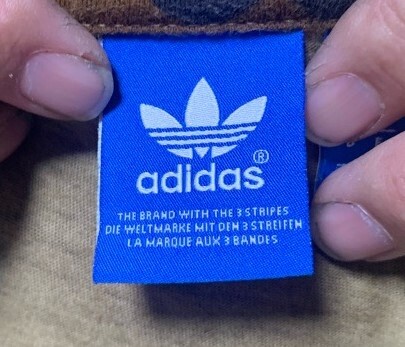 adidas®
THE BRAND WITH THE 3 STRIPES
DIE WELTMARKE MIT DEN 3 STREIFEN
LA MARQUE AUX 3 BANDES